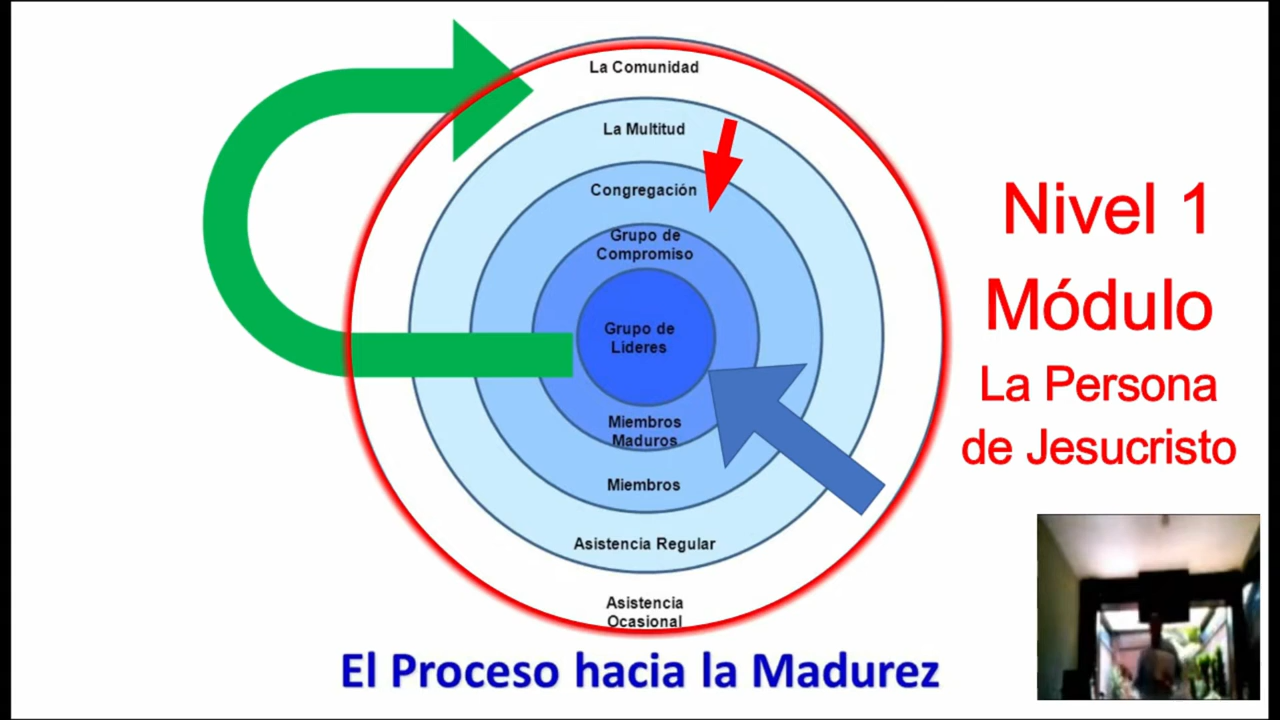 La Comunidad
La Multitud
Congregación
Grupo de
Compromiso
Grupo de
Lideres
Miembros
Maduros
Miembros
Asistencia Regular
Asistencia
Ocasional
El Proceso hacia la Madurez
Nivel 1
Módulo
La Persona
de Jesucristo